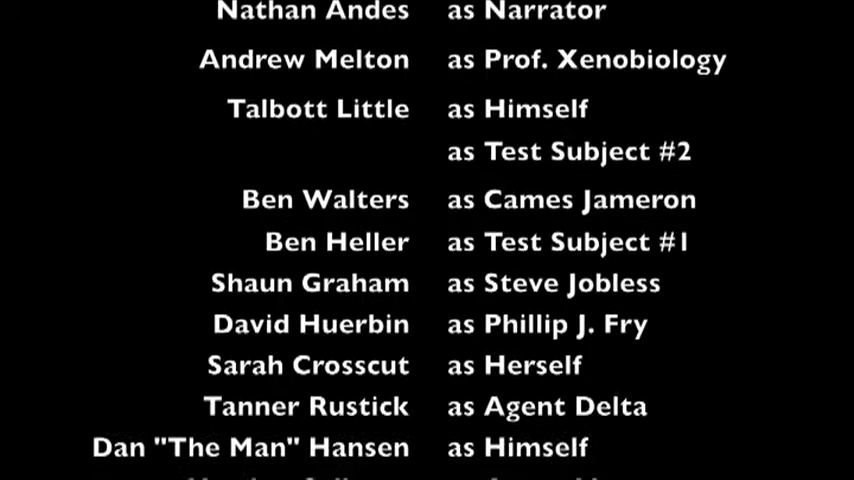 Nathan Andes as Narrator
Andrew Melton as Prof. Xenobiology
Talbott Little as Himself
as Test Subject #2
Ben Walters as Cames Jameron
Ben Heller as Test Subject #1
Shaun Graham as Steve Jobless
David Huerbin as Phillip J. Fry
Sarah Crosscut as Herself
Tanner Rustick as Agent Delta
Dan "The Man" Hansen as Himself